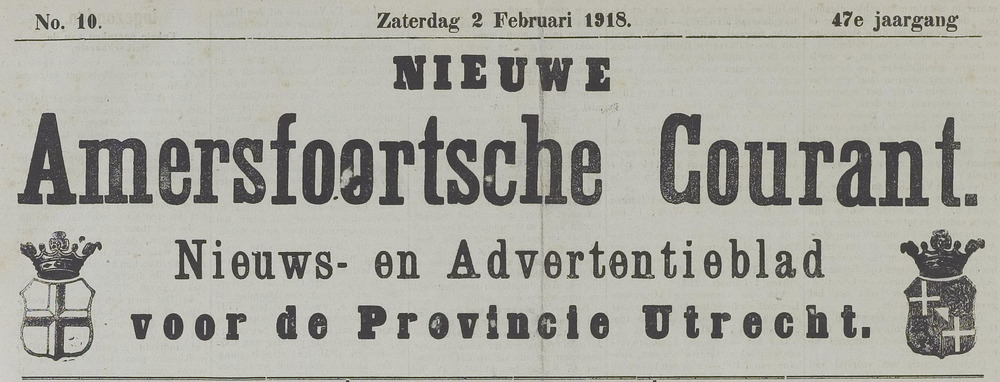 No. 10. Zaterdag 2 Februari 1918. 47e jaargang
NIEUWE
Amersfoortsche Courant.
Nieuws- en Advertentieblad
voor de Provincie Utrecht.